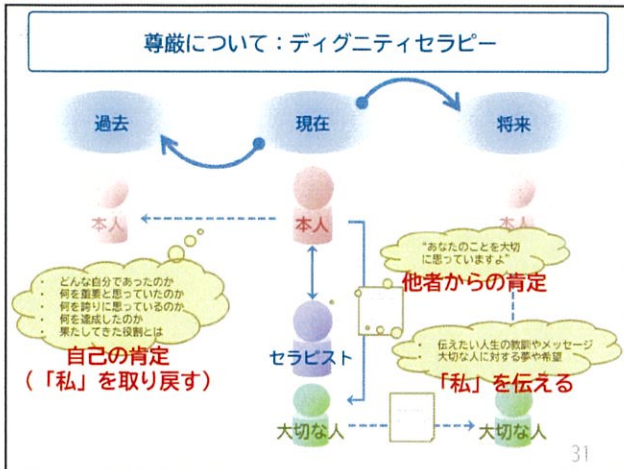 尊厳について：ディグニティセラピー
過去
現在
将来
本人
本人
本人
・ どんな自分であったのか
・ 何を重要と思っていたのか
・ 何を誇りに思っているのか
・ 何を達成したのか
・ 果たしてきた役割とは
自己の肯定
（「私」を取り戻す）
“あなたのことを大切
に思っていますよ”
他者からの肯定
セラピスト
・ 伝えたい人生の教訓やメッセージ
大切な人に対する夢や希望
「私」を伝える
大切な人
大切な人
31